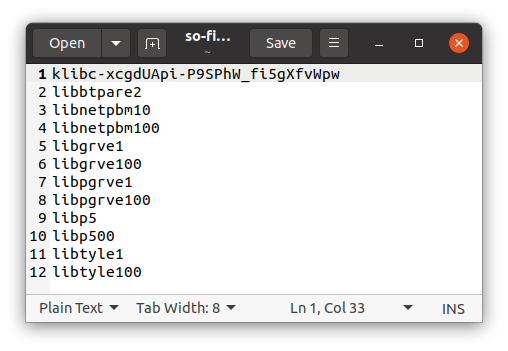 Open
so-fi...
~
Save
1 klibc-xcgdUApi-P9SPhW_fi5gXfvWpw
2 libbtpare2
3 libnetpbm10
4 libnetpbm100
5 libgrve1
6 libgrve100
7 libpgrve1
8 libpgrve100
9 libp5
10 libp500
11 libtyle1
12 libtyle100
Plain Text
Tab Width: 8
Ln 1, Col 33
INS